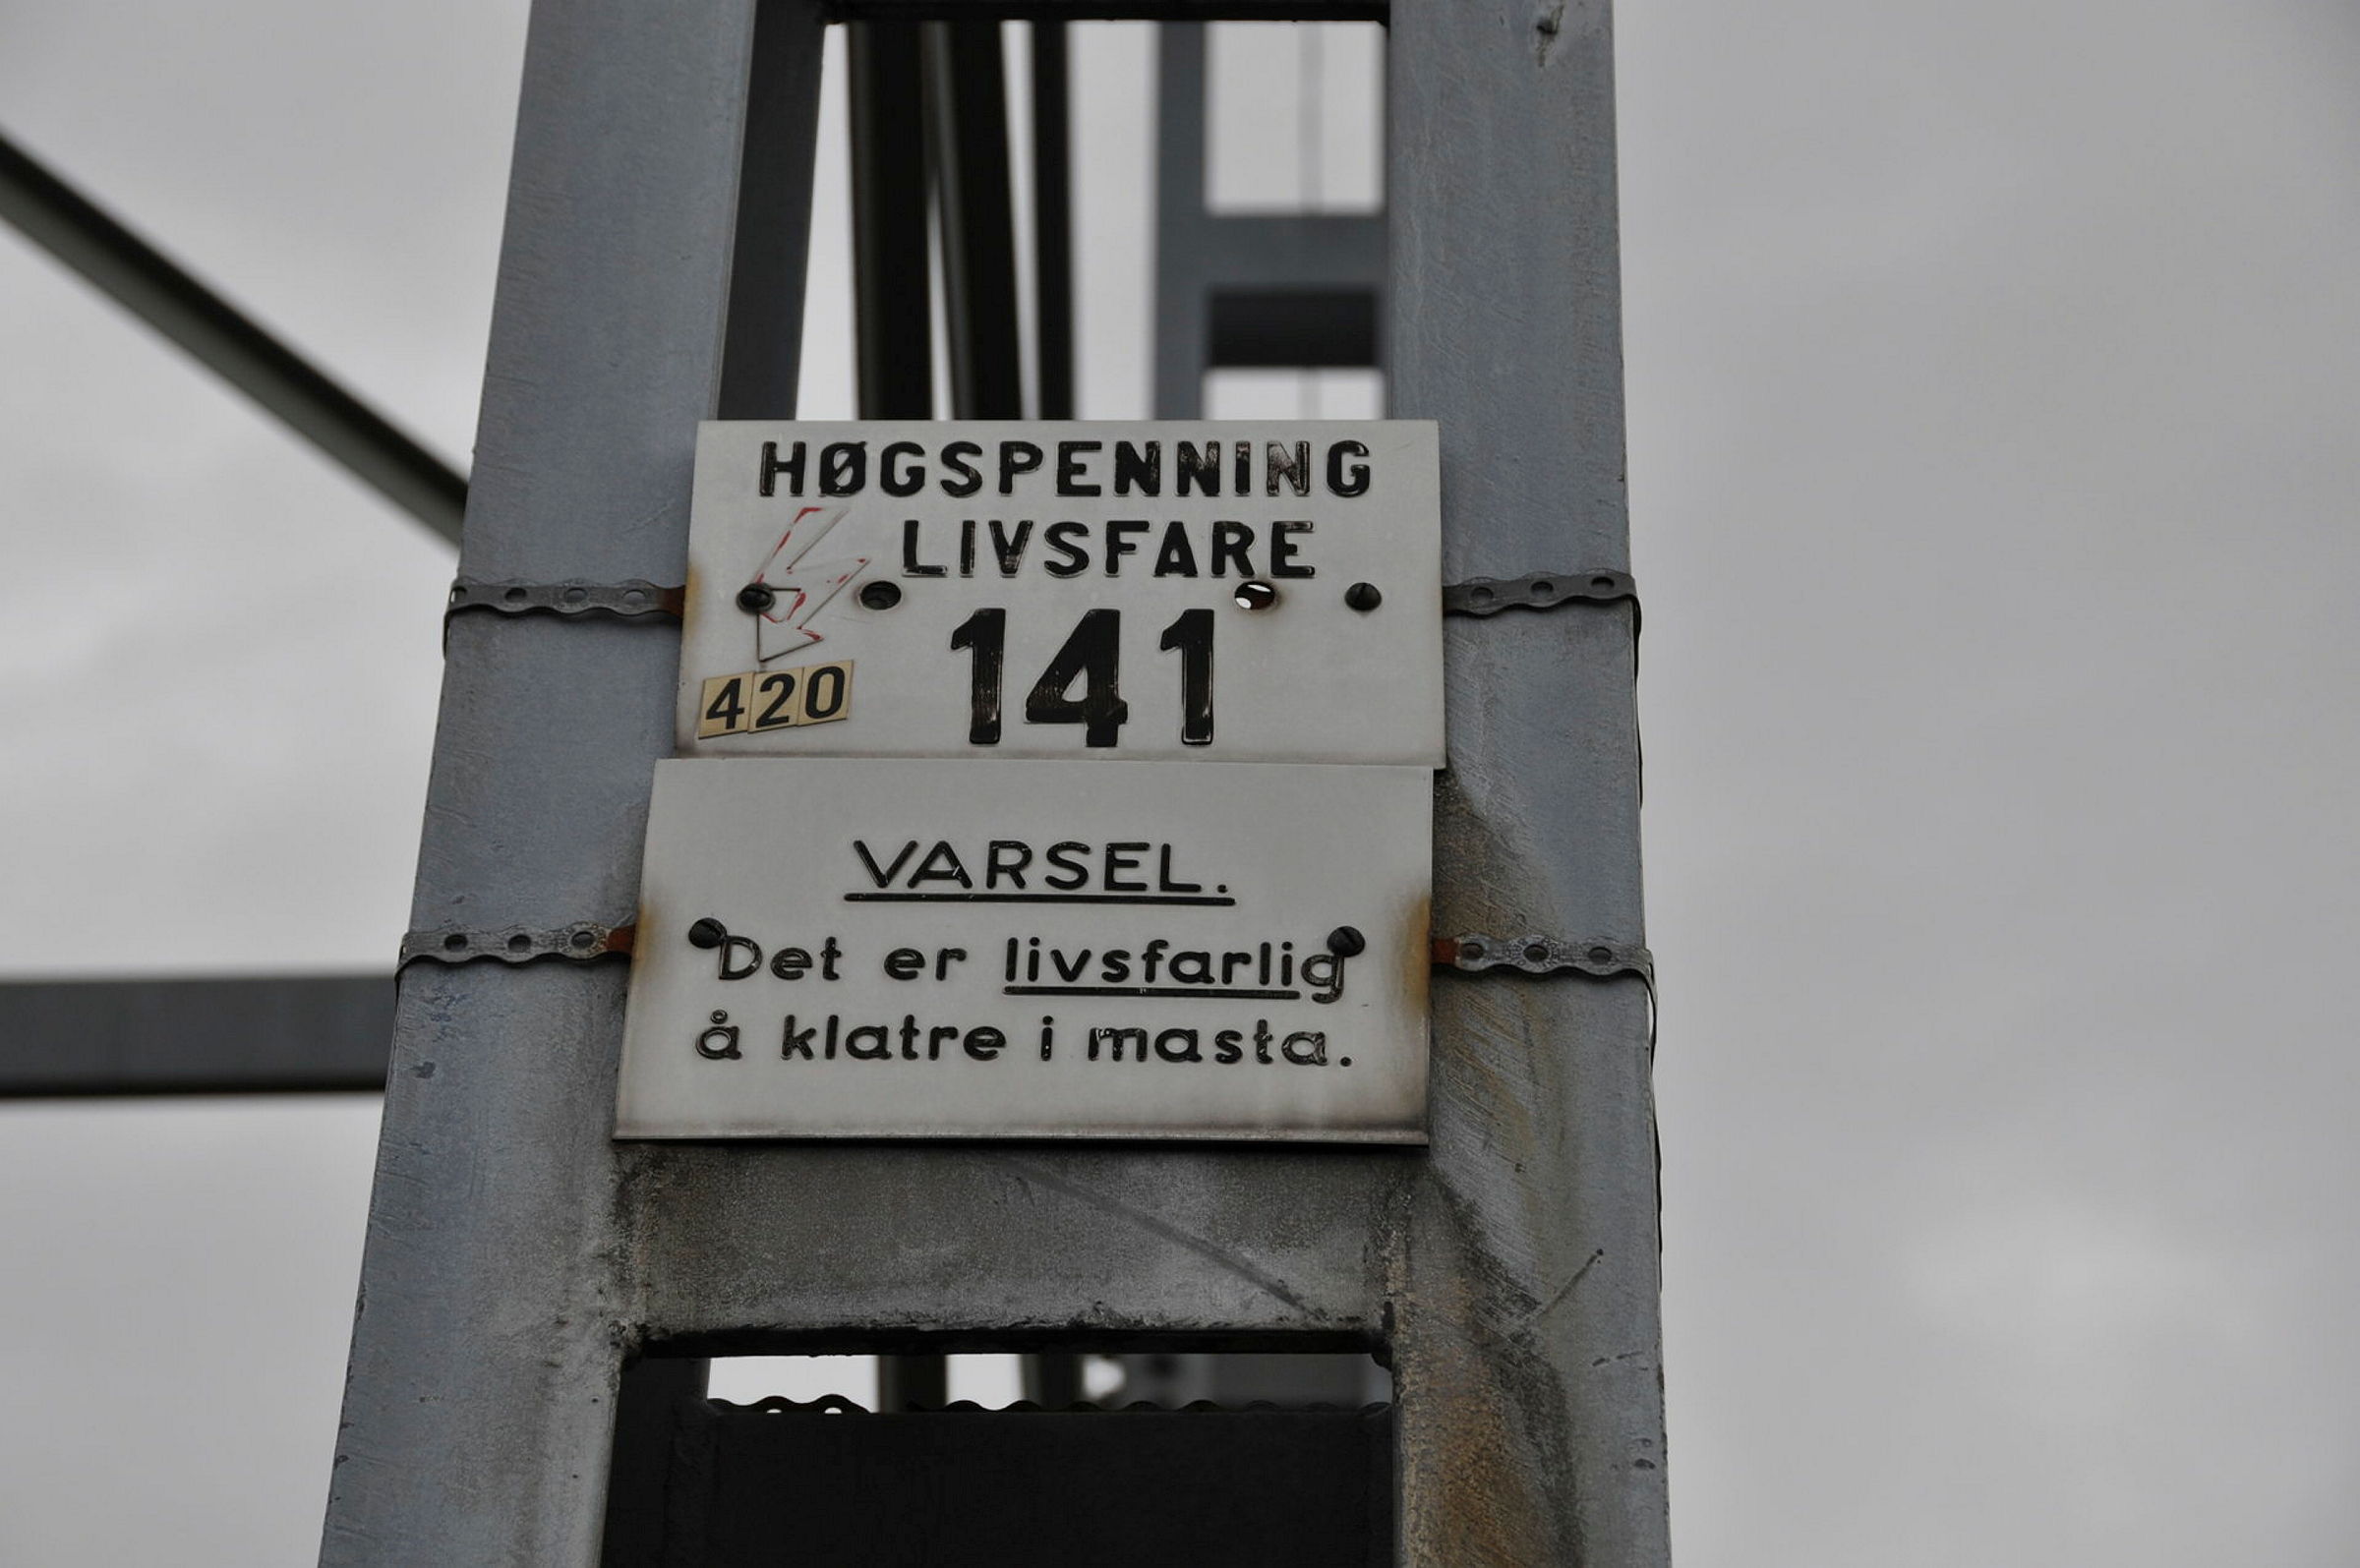 HØGSPENNING
LIVSFARE
141
420
VARSEL.
Det er livsfarlig
å klatre i masta.